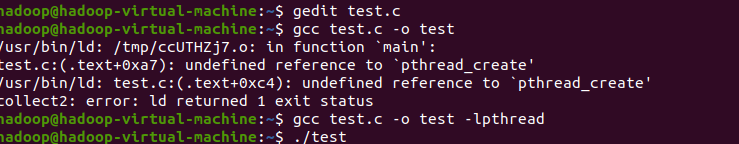 hadoop@hadoop-virtual-machine:~$ gedit test.c
hadoop@hadoop-virtual-machine:~$ gcc test.c -o test
/usr/bin/ld: /tmp/ccUTHZj7.o: in function `main':
test.c:(.text+0xa7): undefined reference to `pthread_create'
/usr/bin/ld: test.c:(.text+0xc4): undefined reference to `pthread_create'
collect2: error: ld returned 1 exit status
hadoop@hadoop-virtual-machine:~$ gcc test.c -o test -lpthread
hadoop@hadoop-virtual-machine:~$ ./test